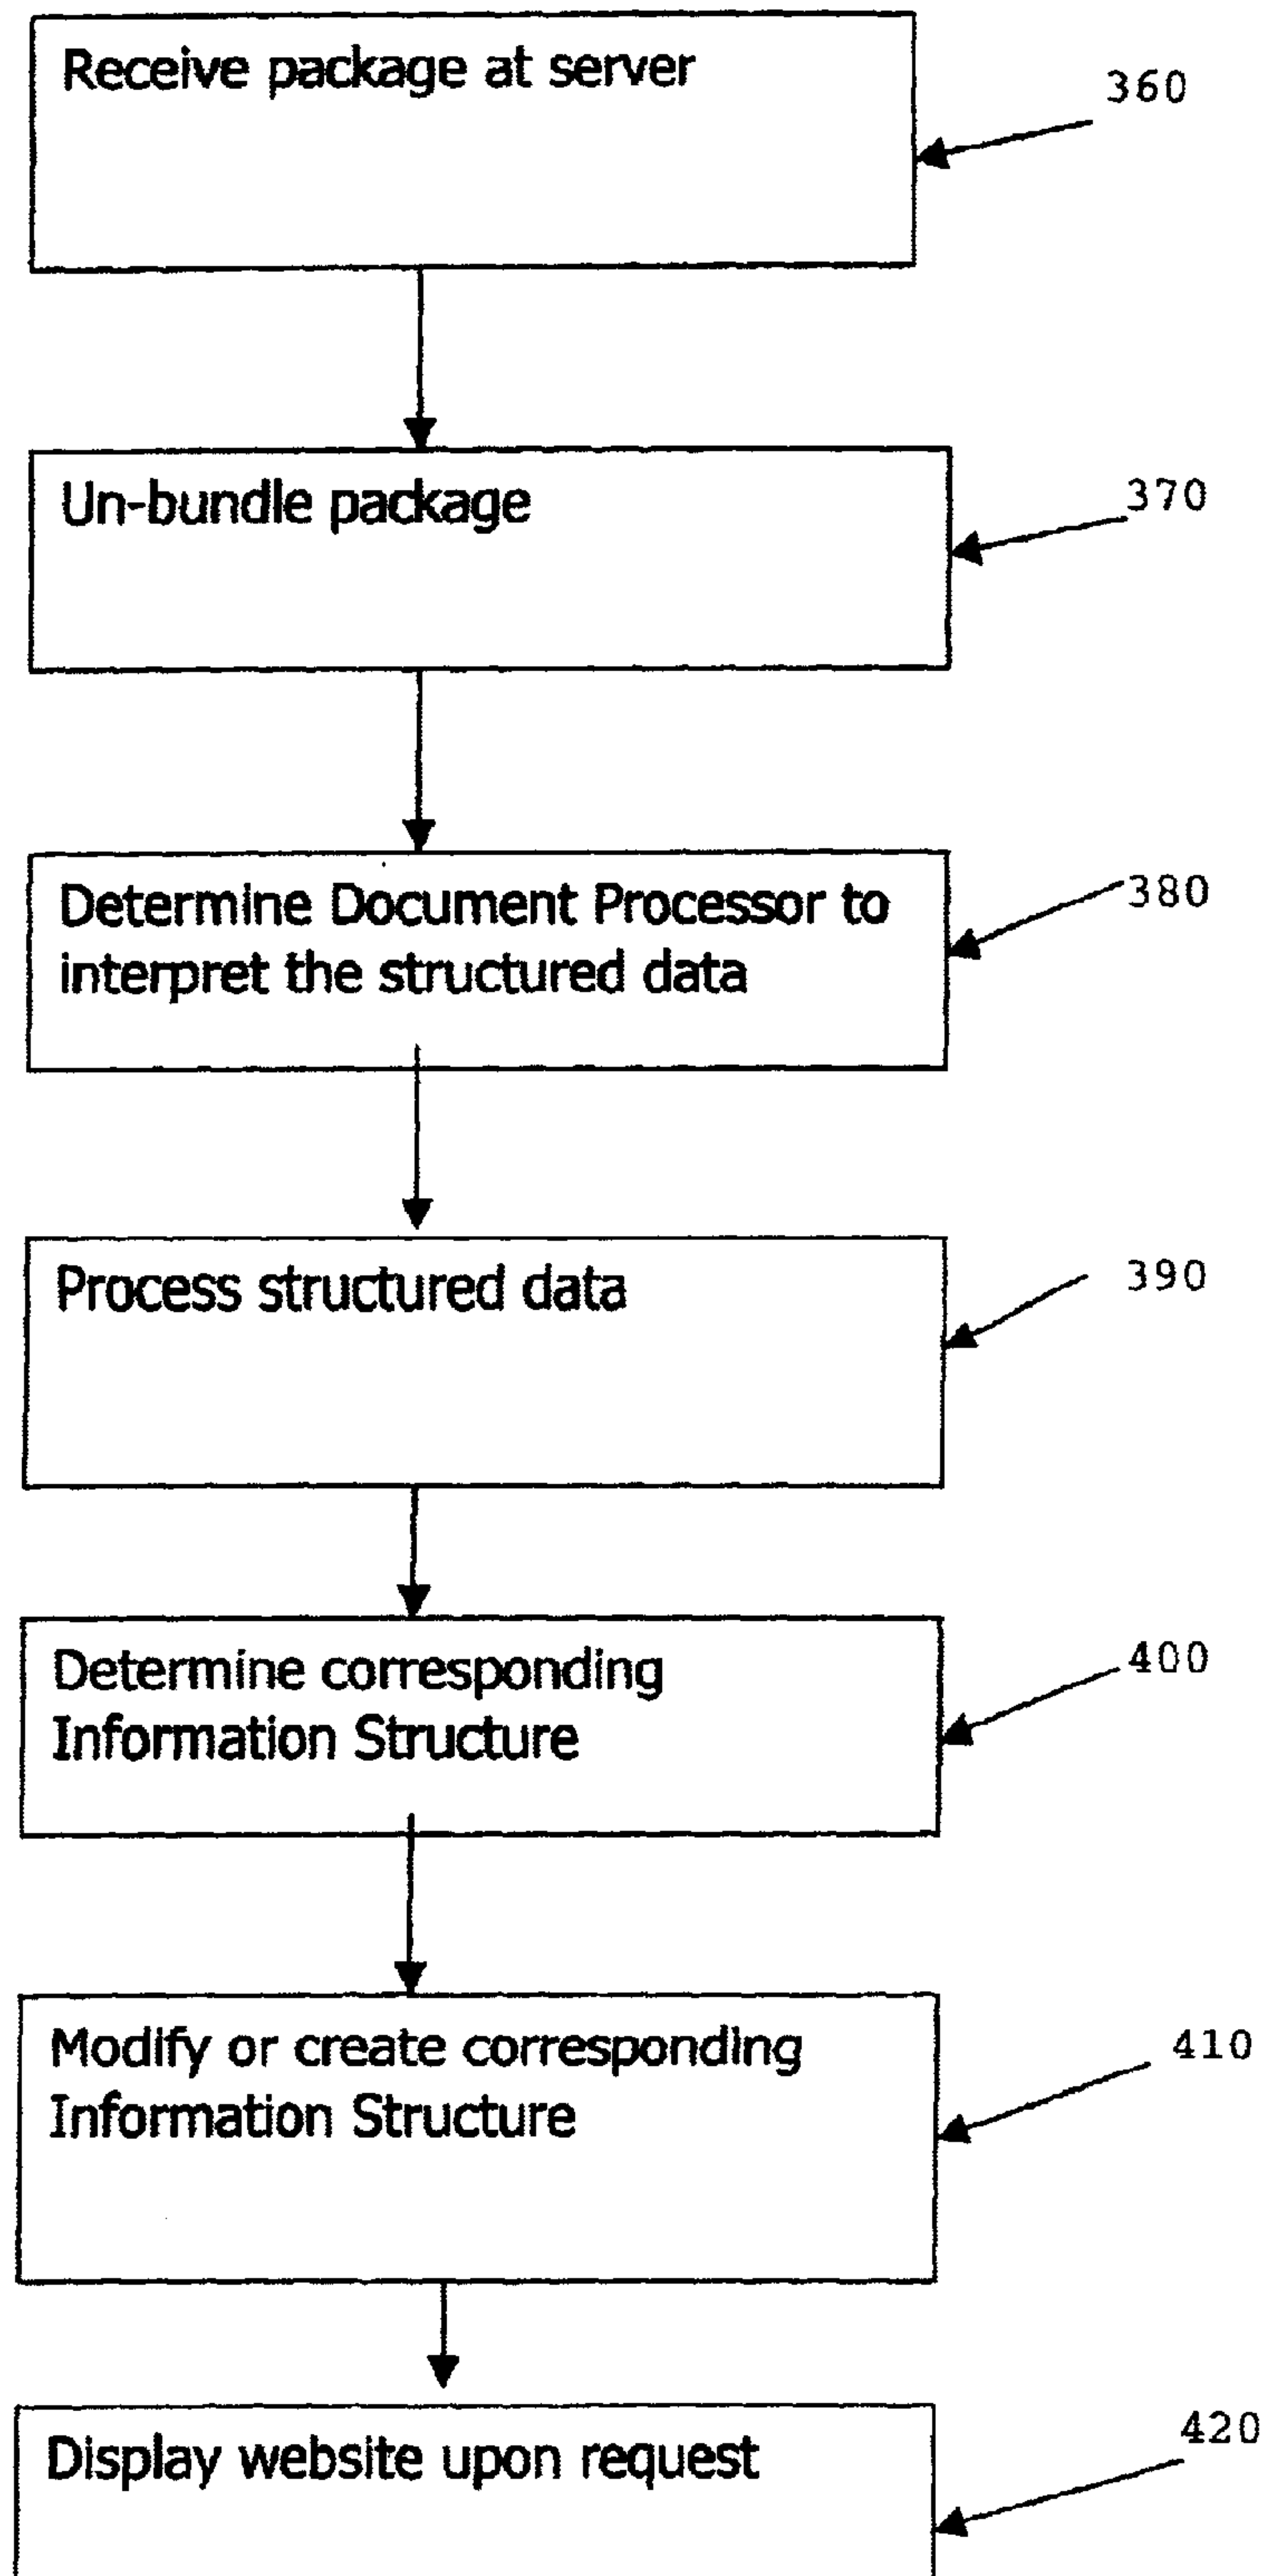 Receive package at server
360
Un-bundle package
370
Determine Document Processor to
interpret the structured data
380
Process structured data
390
Determine corresponding
Information Structure
400
Modify or create corresponding
Information Structure
410
Display website upon request
420